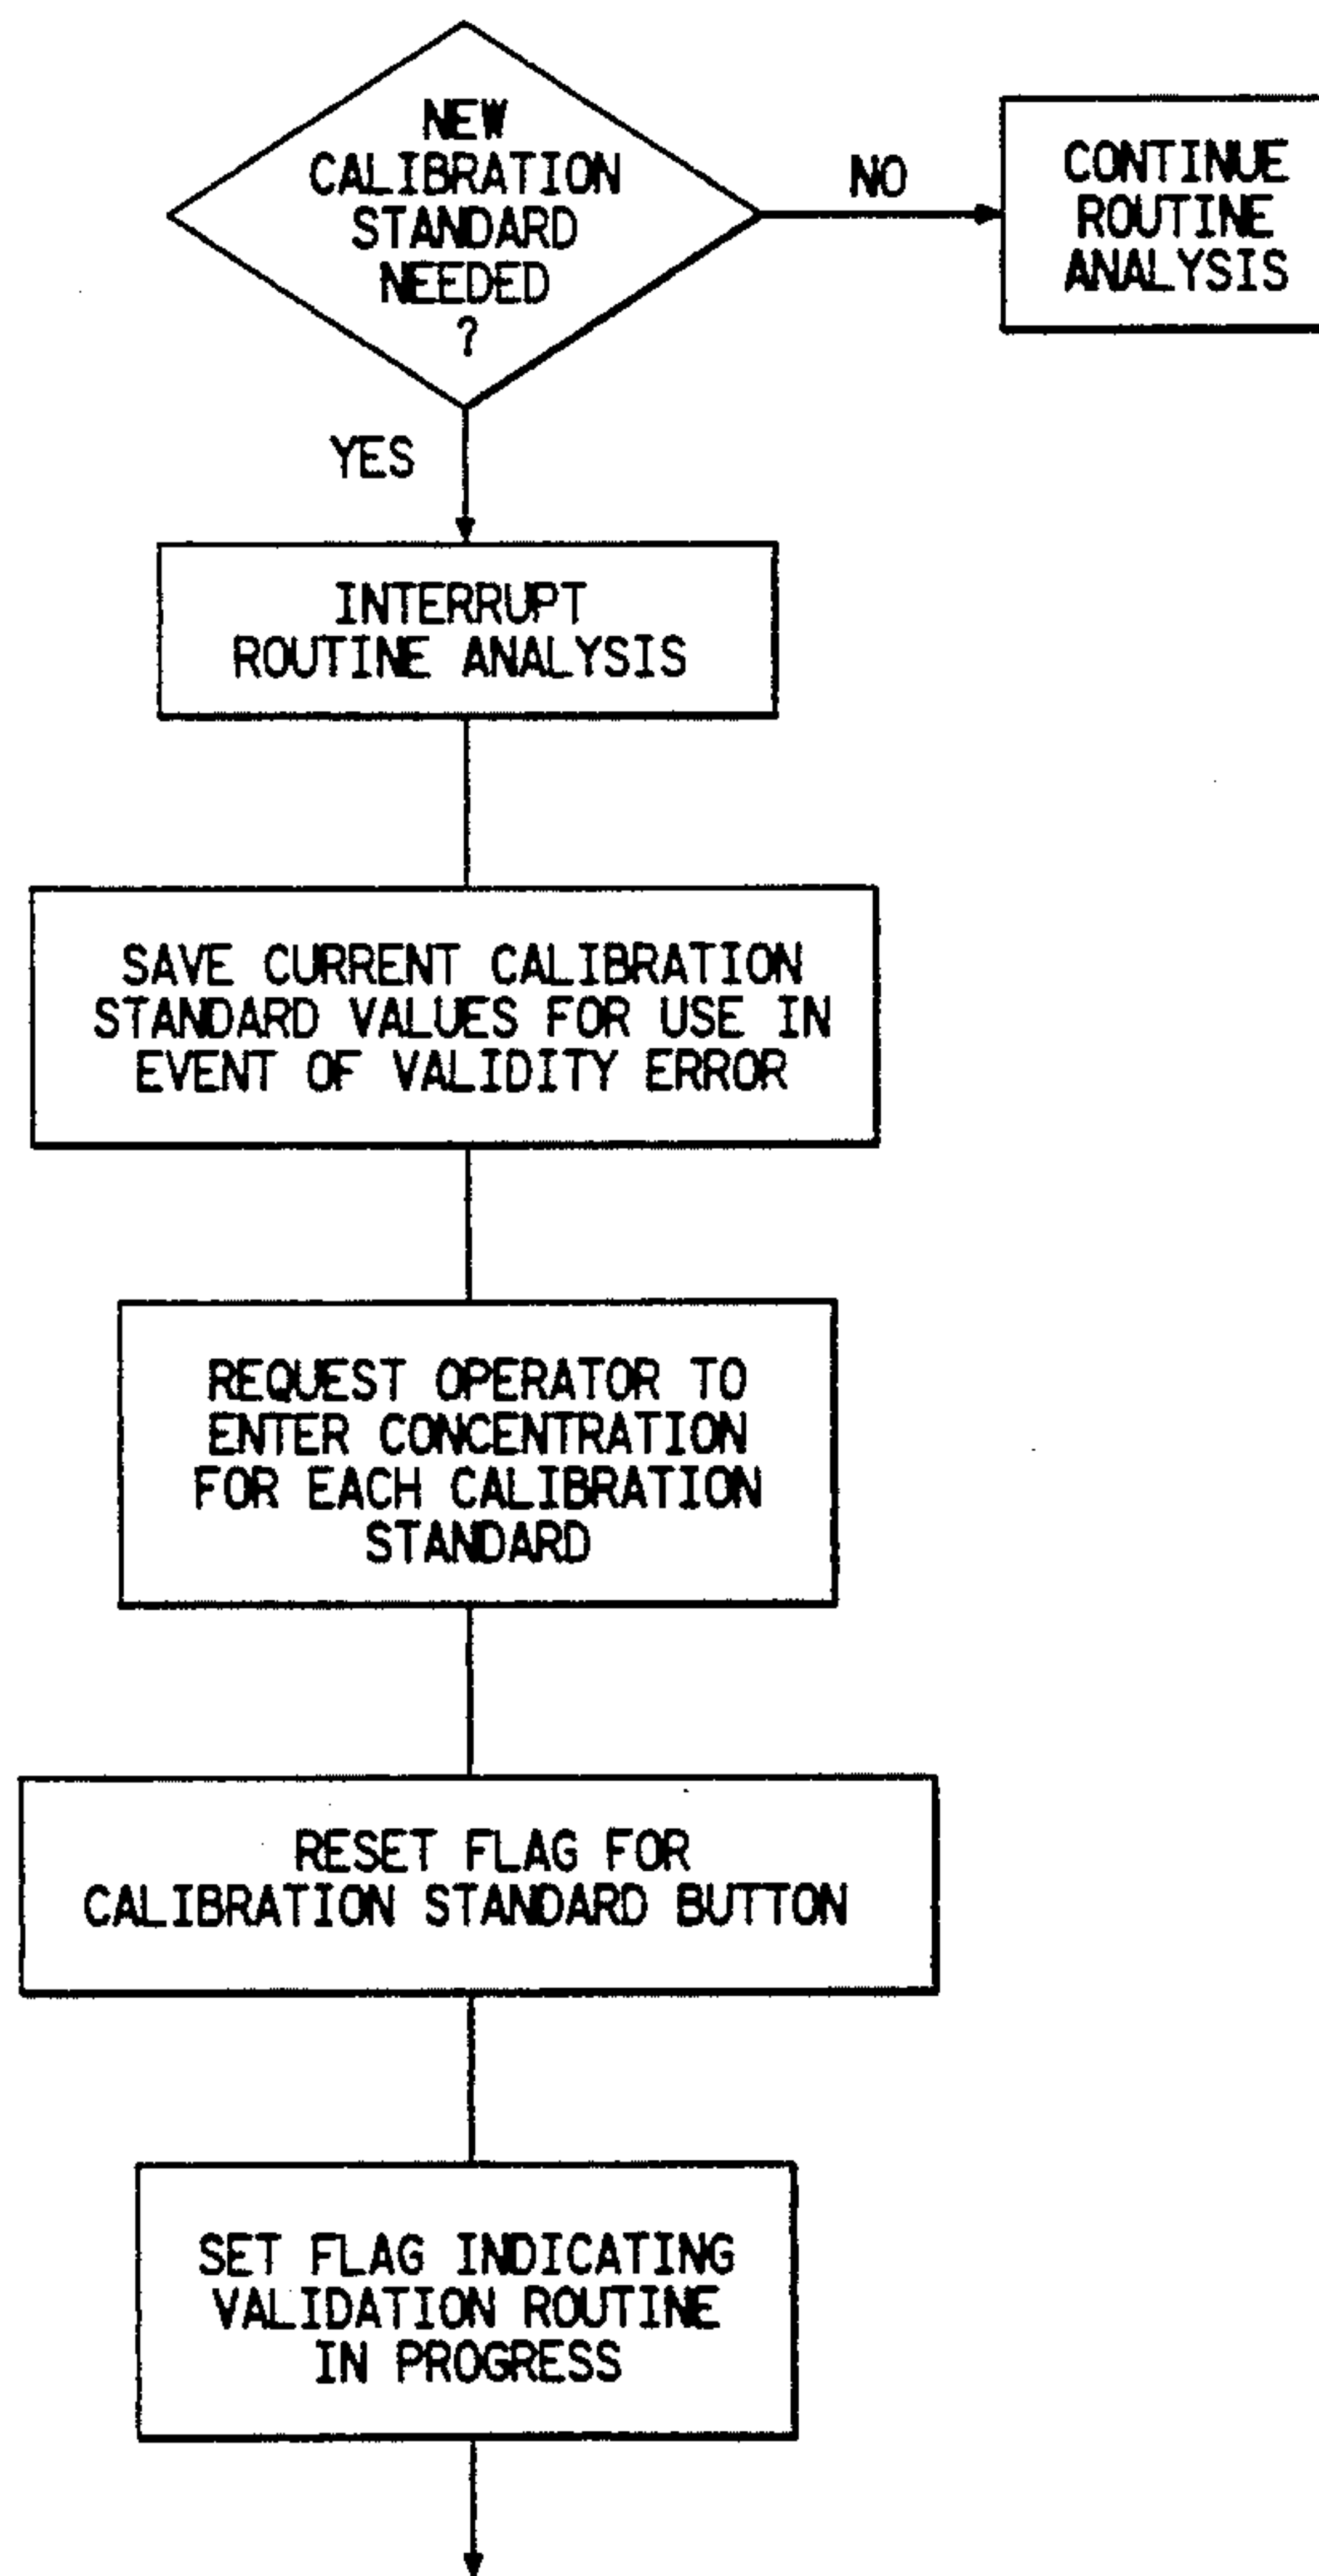 NEW
CALIBRATION
STANDARD
NEEDED
?
NO
CONTINUE
ROUTINE
ANALYSIS
YES
INTERRUPT
ROUTINE ANALYSIS
SAVE CURRENT CALIBRATION
STANDARD VALUES FOR USE IN
EVENT OF VALIDITY ERROR
REQUEST OPERATOR TO
ENTER CONCENTRATION
FOR EACH CALIBRATION
STANDARD
RESET FLAG FOR
CALIBRATION STANDARD BUTTON
SET FLAG INDICATING
VALIDATION ROUTINE
IN PROGRESS